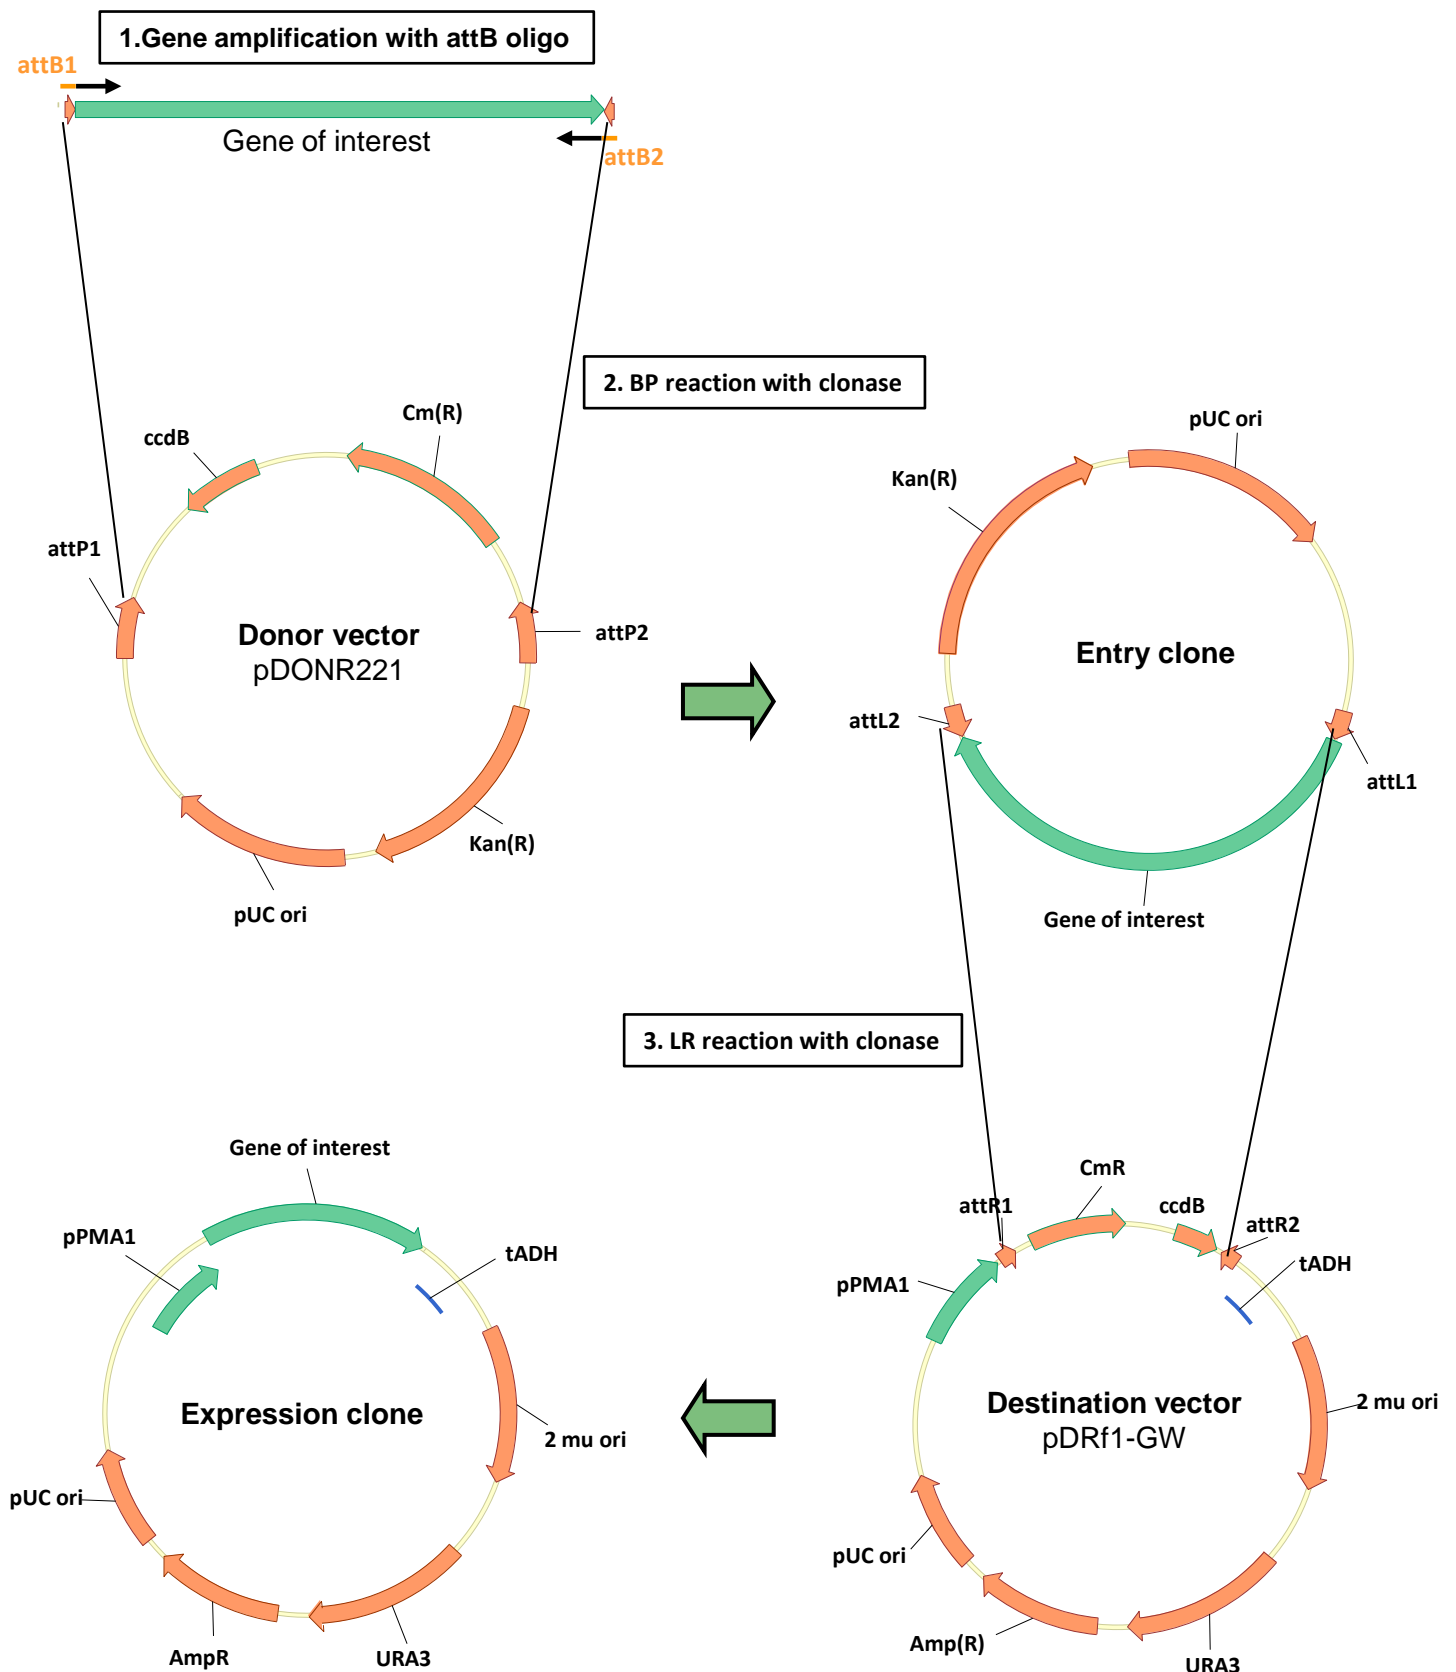 1.Gene amplification with attB oligo
attB1
Gene of interest
attB2
2. BP reaction with clonase
Cm(R)
ccdB
attP1
Donor vector
pDONR221
attP2
Kan(R)
pUC ori
pUC ori
Kan(R)
Entry clone
attL2
attL1
Gene of interest
3. LR reaction with clonase
Gene of interest
pPMA1
tADH
Expression clone
2 mu ori
pUC ori
AmpR
URA3
CmR
attR1
ccdB
attR2
tADH
pPMA1
Destination vector
pDRf1-GW
2 mu ori
pUC ori
Amp(R)
URA3